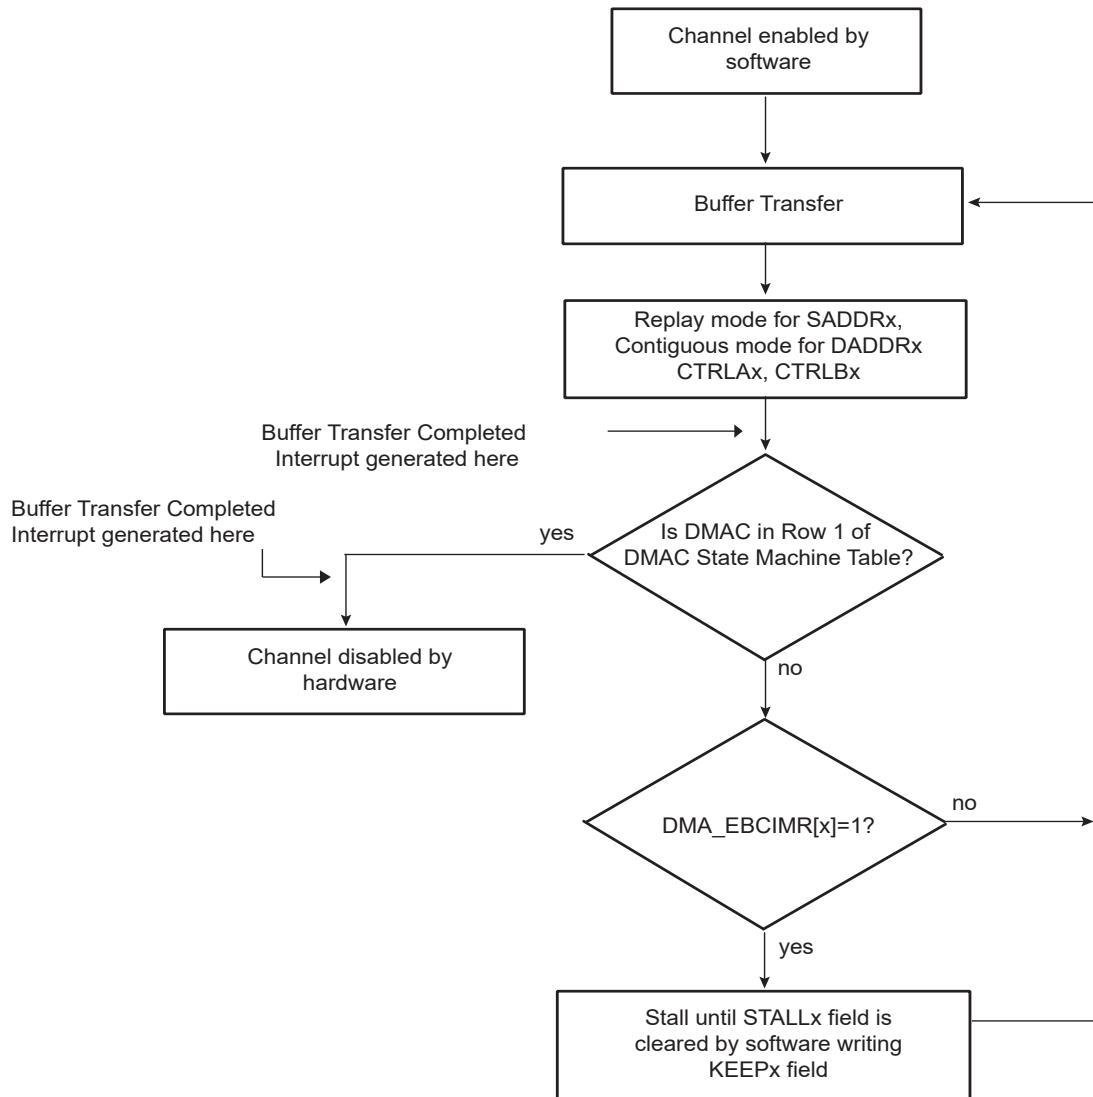 Channel enabled by
software
Buffer Transfer
Replay mode for SADDRx,
Contiguous mode for DADDRx
CTRLAx, CTRLBx
Buffer Transfer Completed
Interrupt generated here
Buffer Transfer Completed
Interrupt generated here
yes
Is DMAC in Row 1 of
DMAC State Machine Table?
Channel disabled by
hardware
no
DMA_EBCIMR[x]=1?
no
yes
Stall until STALLx field is
cleared by software writing
KEEPx field